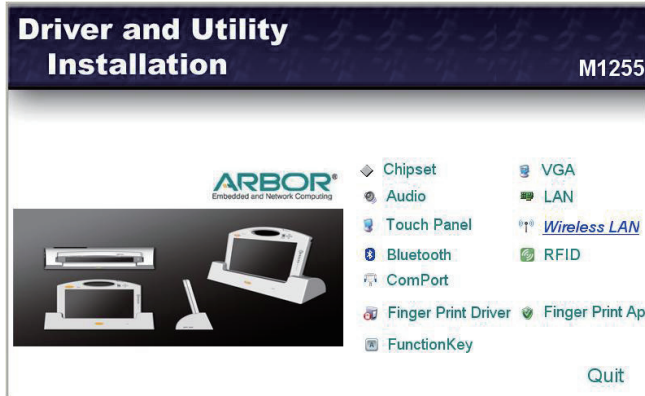 Driver and Utility
Installation
M1255
ARBOR®
Embedded and Network Computing
Chipset
VGA
Audio
LAN
Touch Panel
Wireless LAN
Bluetooth
RFID
ComPort
Finger Print Driver
Finger Print Ap
FunctionKey
Quit